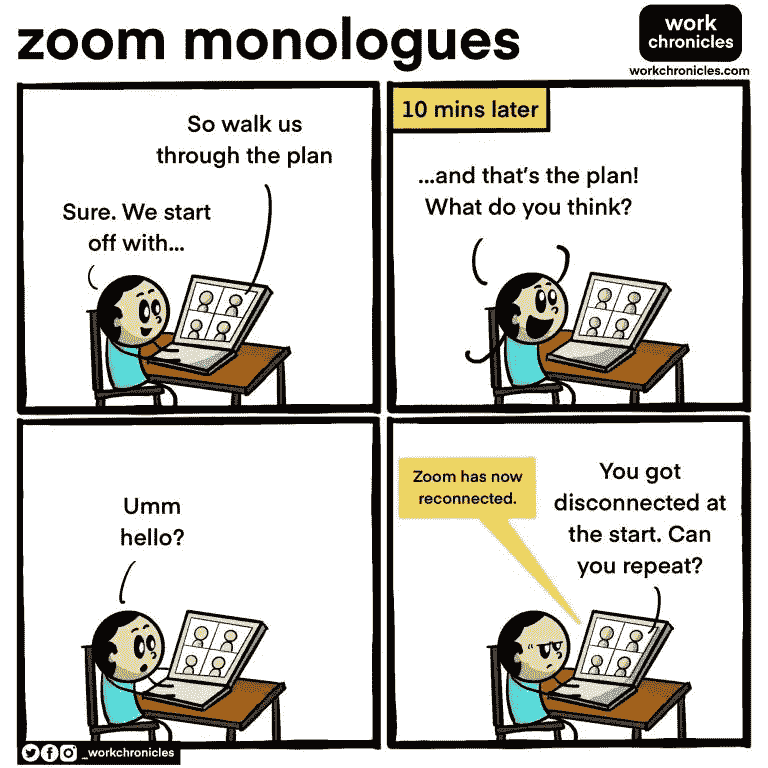 zoom monologues
work
chronicles
workchronicles.com
So walk us
through the plan
Sure. We start
off with...
10 mins later
...and that's the plan!
What do you think?
Umm
hello?
Zoom has now
reconnected.
You got
disconnected at
the start. Can
you repeat?
_workchronicles